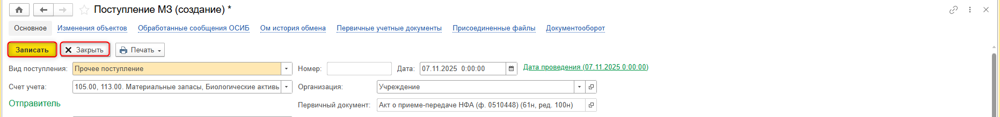 Поступление МЗ (создание) *
Основное Изменения объектов Обработанные сообщения ОСИБ Ом история обмена Первичные учетные документы Присоединенные файлы Документооборот
Записать Закрыть Печать
Вид поступления: Прочее поступление Номер: Дата: 07.11.2025 0:00:00 Дата проведения (07.11.2025 0:00:00)
Счет учета: 105.00, 113.00. Материальные запасы, Биологические активы Организация: Учреждение
Отправитель
Первичный документ: Акт о приеме-передаче НФА (ф. 0510448) (61н, ред. 100н)